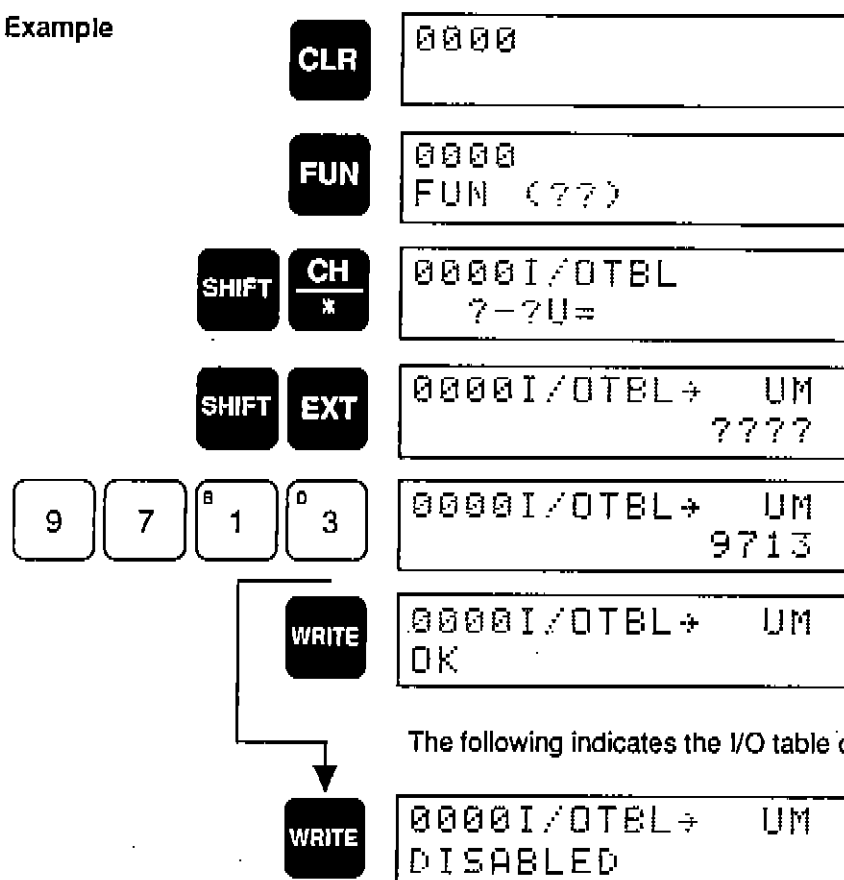 Example
CLR
0000
FUN
0000
FUN (??)
SHIFT CH
*
0000I/OTBL
?-?U=
SHIFT EXT
0000I/OTBL→ UM
????
9 7 B 1 D 3
0000I/OTBL→ UM
9713
WRITE
0000I/OTBL→ UM
OK
The following indicates the I/O table
WRITE
0000I/OTBL→ UM
DISABLED